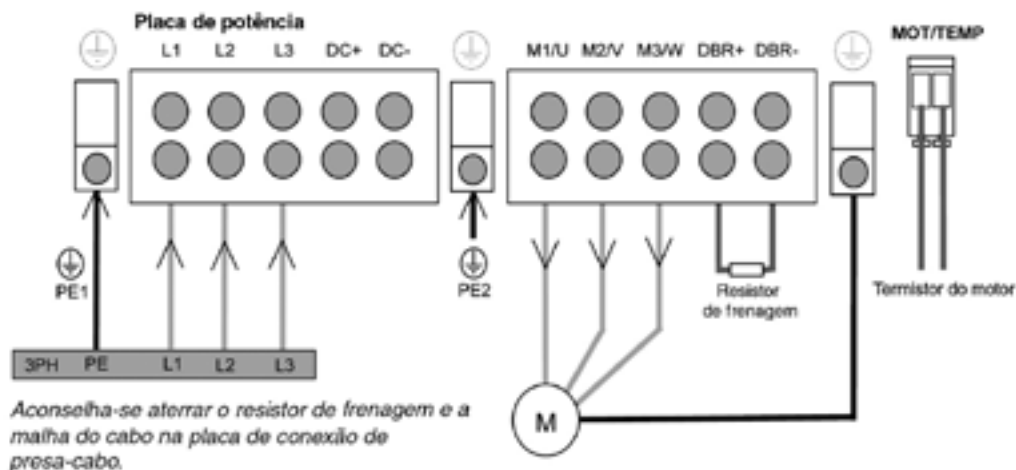 Placa de potência
L1 L2 L3 DC+ DC-
M1/U M2/V M3/W DBR+ DBR-
MOT/TEMP
PE1
PE2
Resistor
de frenagem
Termistor do motor
3PH PE L1 L2 L3
M
Aconselha-se aterrar o resistor de frenagem e a
malha do cabo na placa de conexão de
presa-cabo.